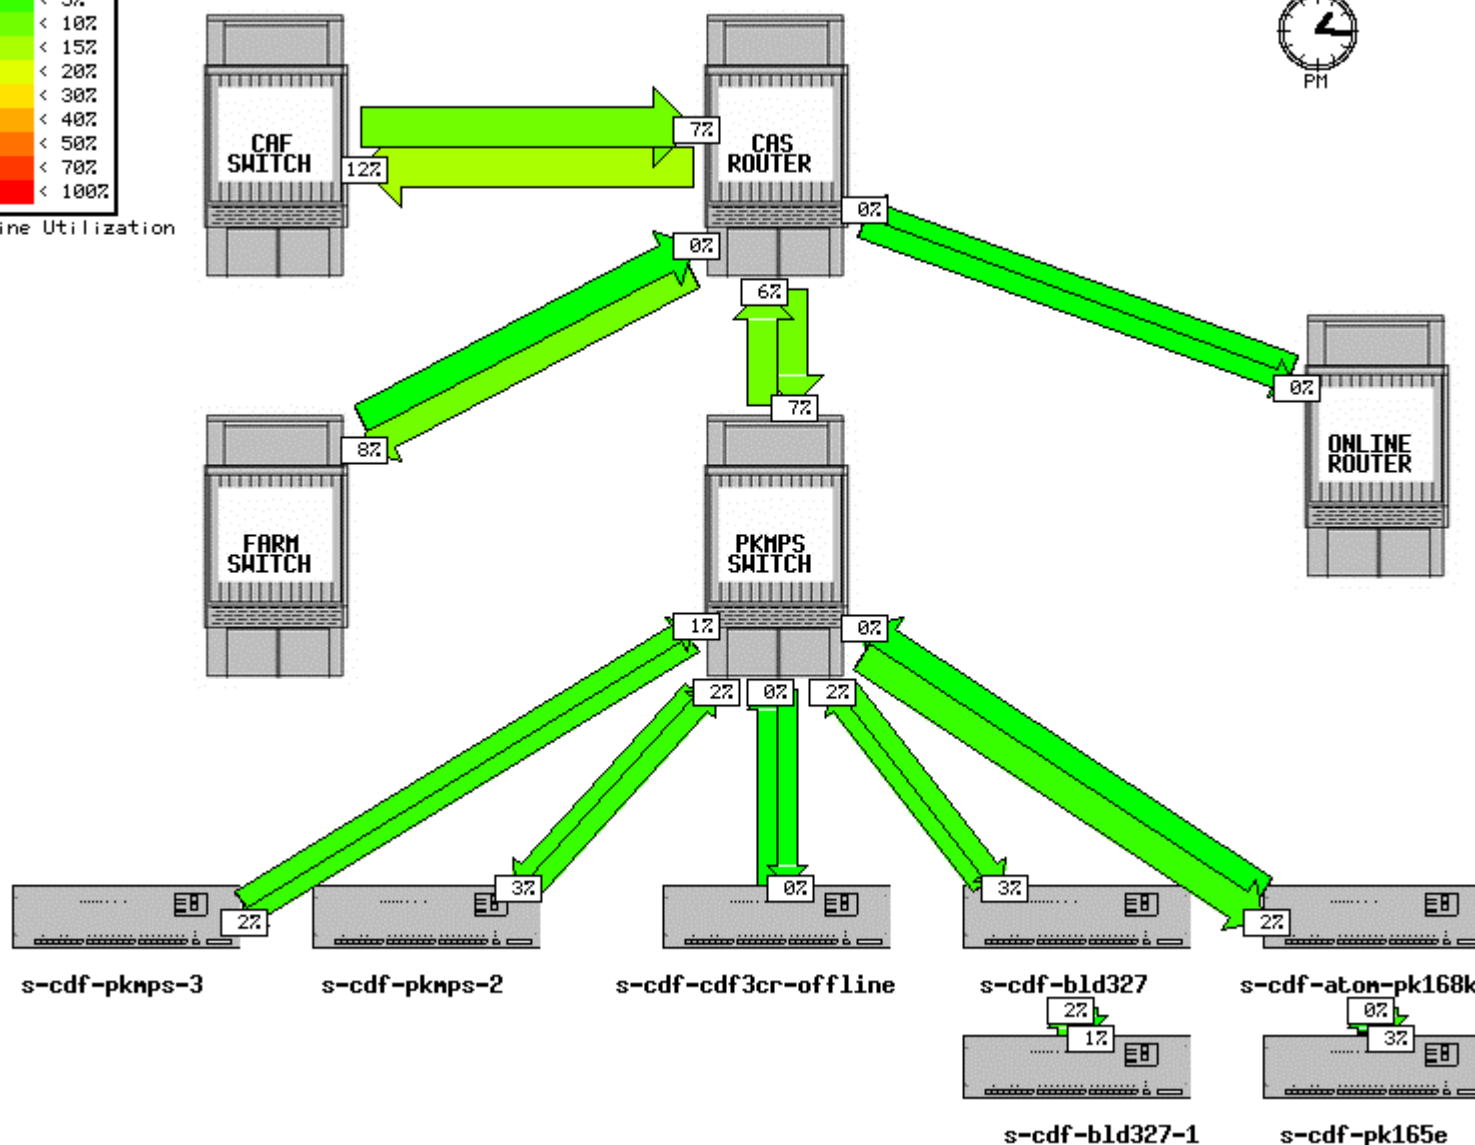 < 10%
< 15%
< 20%
< 30%
< 40%
< 50%
< 70%
< 100%
Utilization
PM
CAF
SWITCH
CAS
ROUTER
7%
12%
0%
0%
6%
7%
8%
0%
ONLINE
ROUTER
FARM
SWITCH
PKMPS
SWITCH
1%
0%
2%
0%
2%
3%
0%
3%
2%
2%
s-cdf-pkmps-3
s-cdf-pkmps-2
s-cdf-cdf3cr-offline
s-cdf-bld327
s-cdf-atom-pk168k
2%
1%
0%
3%
s-cdf-bld327-1
s-cdf-pk165e